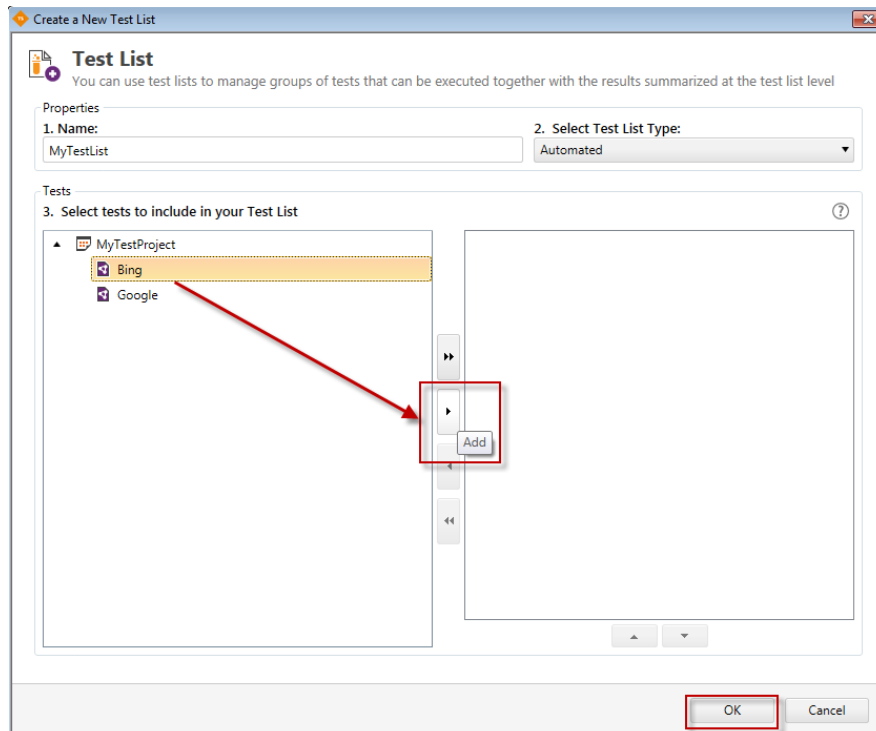 Create a New Test List
Test List
You can use test lists to manage groups of tests that can be executed together with the results summarized at the test list level
Properties
1. Name:
2. Select Test List Type:
MyTestList
Automated
Tests
3. Select tests to include in your Test List
?
MyTestProject
Bing
Google
Add
OK
Cancel